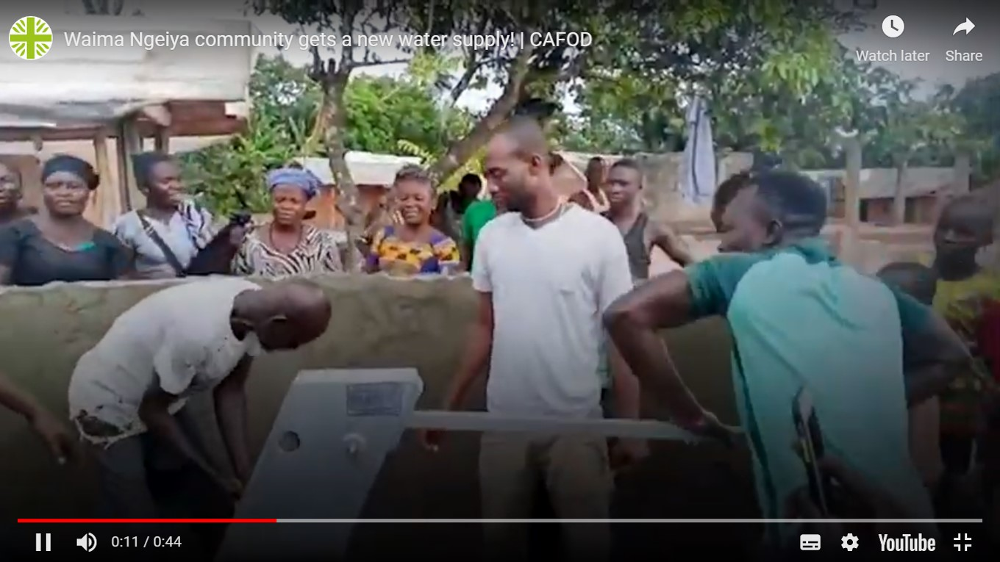 Waima Ngeiya community gets a new water supply! | CAFOD
Watch later
Share
0:11 / 0:44
YouTube